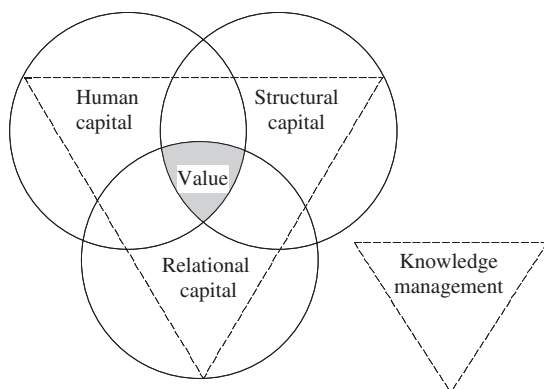 Human
capital
Structural
capital
Value
Relational
capital
Knowledge
management